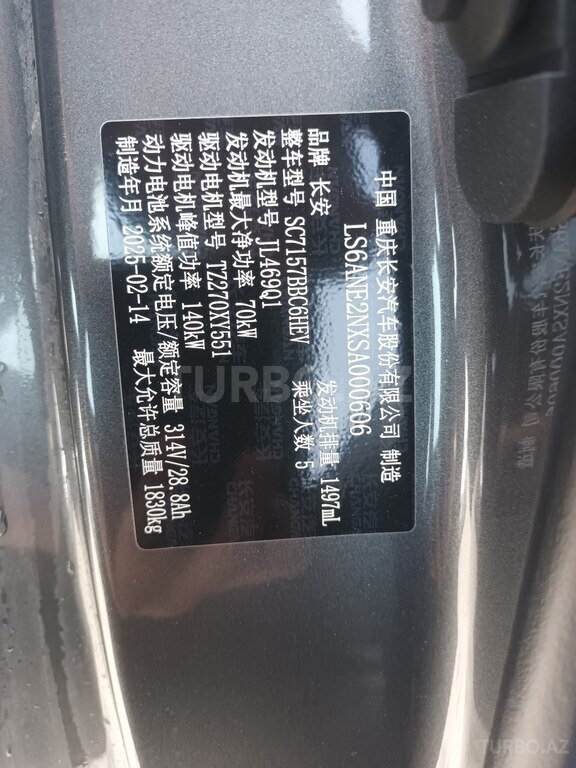 中国 重庆长安汽车股份有限公司 制造
LS6ANE2NXSA000606
品牌 长安
整车型号 SC7157BBC6HEV 发动机排量 1497mL
发动机型号 JL469Q1 乘坐人数 5
发动机最大净功率 70kW
驱动电机型号 TZ270XY551
驱动电机峰值功率 140kW
动力电池系统额定电压/额定容量 314V/28.8Ah
制造年月 2025-02-14 最大允许总质量 1830kg
TURBO.AZ
TURBO.AZ